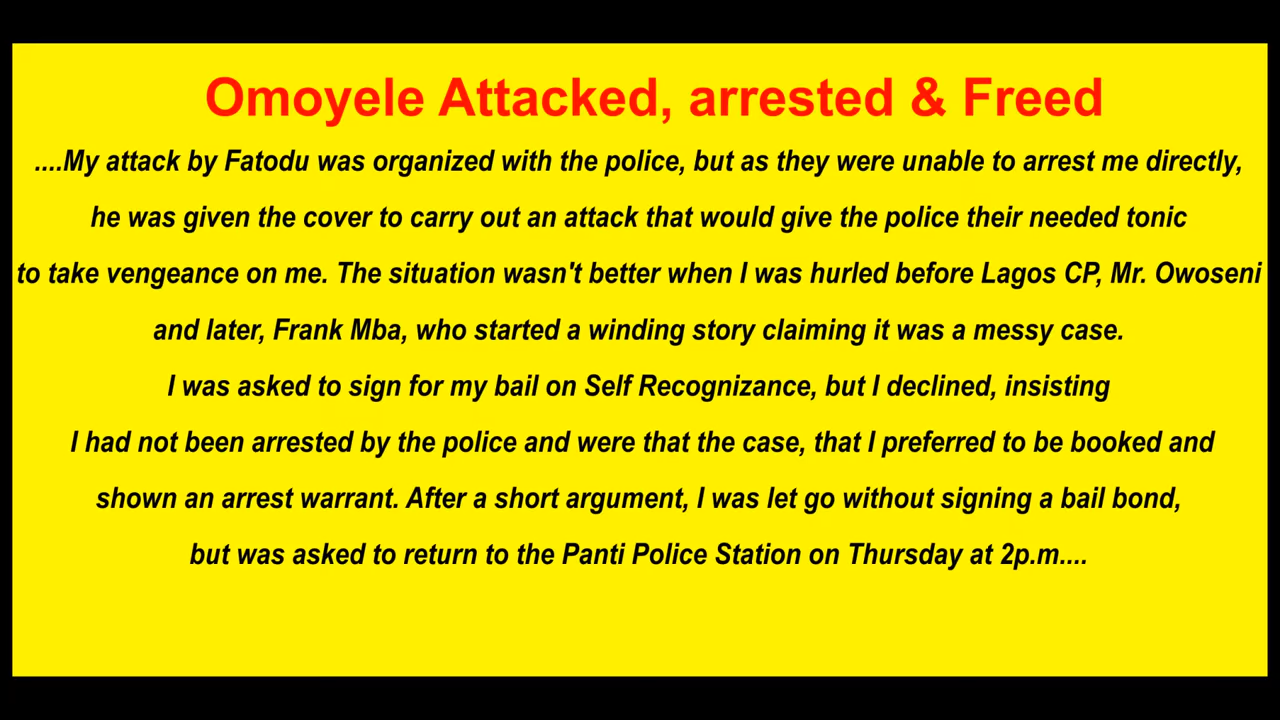 Omoyele Attacked, arrested & Freed
....My attack by Fatodu was organized with the police, but as they were unable to arrest me directly,
he was given the cover to carry out an attack that would give the police their needed tonic
to take vengeance on me. The situation wasn't better when I was hurled before Lagos CP, Mr. Owoseni
and later, Frank Mba, who started a winding story claiming it was a messy case.
I was asked to sign for my bail on Self Recognizance, but I declined, insisting
I had not been arrested by the police and were that the case, that I preferred to be booked and
shown an arrest warrant. After a short argument, I was let go without signing a bail bond,
but was asked to return to the Panti Police Station on Thursday at 2p.m....